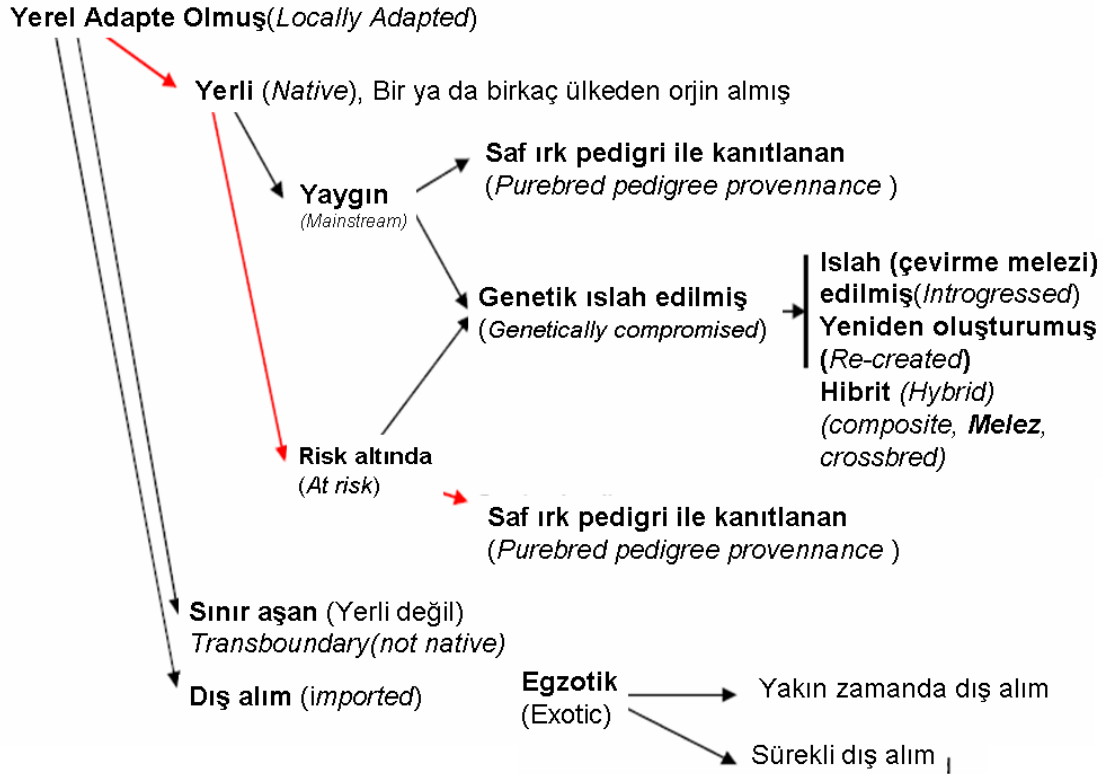 Yerel Adapte Olmuş(Locally Adapted)
Yerli (Native), Bir ya da birkaç ülkeden orjin almış
Saf ırk pedigri ile kanıtlanan
(Purebred pedigree provennance )
Yaygın
(Mainstream)
Islah (çevirme melezi)
edilmiş(Introgressed)
Yeniden oluşturumuş
(Re-created)
Hibrit (Hybrid)
(composite, Melez,
crossbred)
Genetik ıslah edilmiş
(Genetically compromised)
Risk altında
(At risk)
Saf ırk pedigri ile kanıtlanan
(Purebred pedigree provennance )
Sınır aşan (Yerli değil)
Transboundary(not native)
Dış alım (imported)
Egzotik
(Exotic)
Yakın zamanda dış alım
Sürekli dış alım